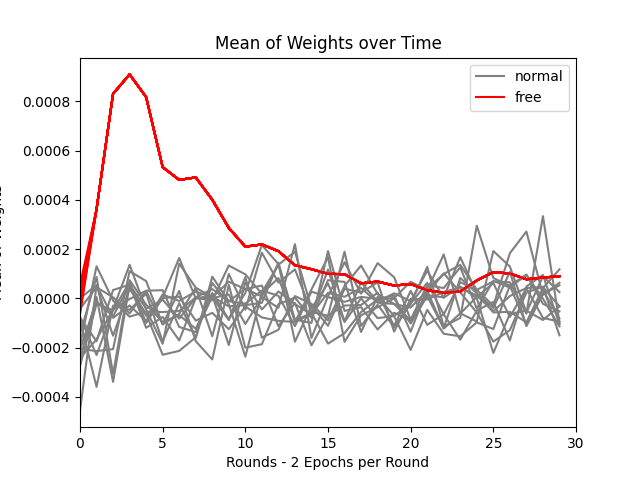 Mean of Weights over Time
normal
free
0.0008
0.0006
0.0004
0.0002
0.0000
−0.0002
−0.0004
0 5 10 15 20 25 30
Rounds - 2 Epochs per Round